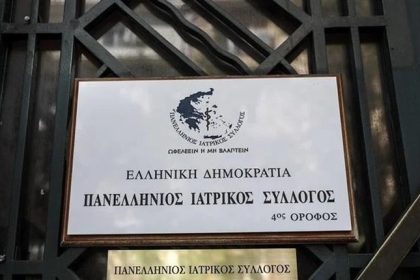 ΠΑΝΕΛΛΗΝΙΟΣ ΙΑΤΡΙΚΟΣ ΣΥΛΛΟΓΟΣ
ΩΦΕΛΕΕΙΝ Η ΜΗ ΒΛΑΠΤΕΙΝ
ΕΛΛΗΝΙΚΗ ΔΗΜΟΚΡΑΤΙΑ
ΠΑΝΕΛΛΗΝΙΟΣ ΙΑΤΡΙΚΟΣ ΣΥΛΛΟΓΟΣ
4ος ΟΡΟΦΟΣ
ΠΑΝΕΛΛΗΝΙΟΣ ΙΑΤΡΙΚΟΣ ΣΥΛΛΟΓΟΣ